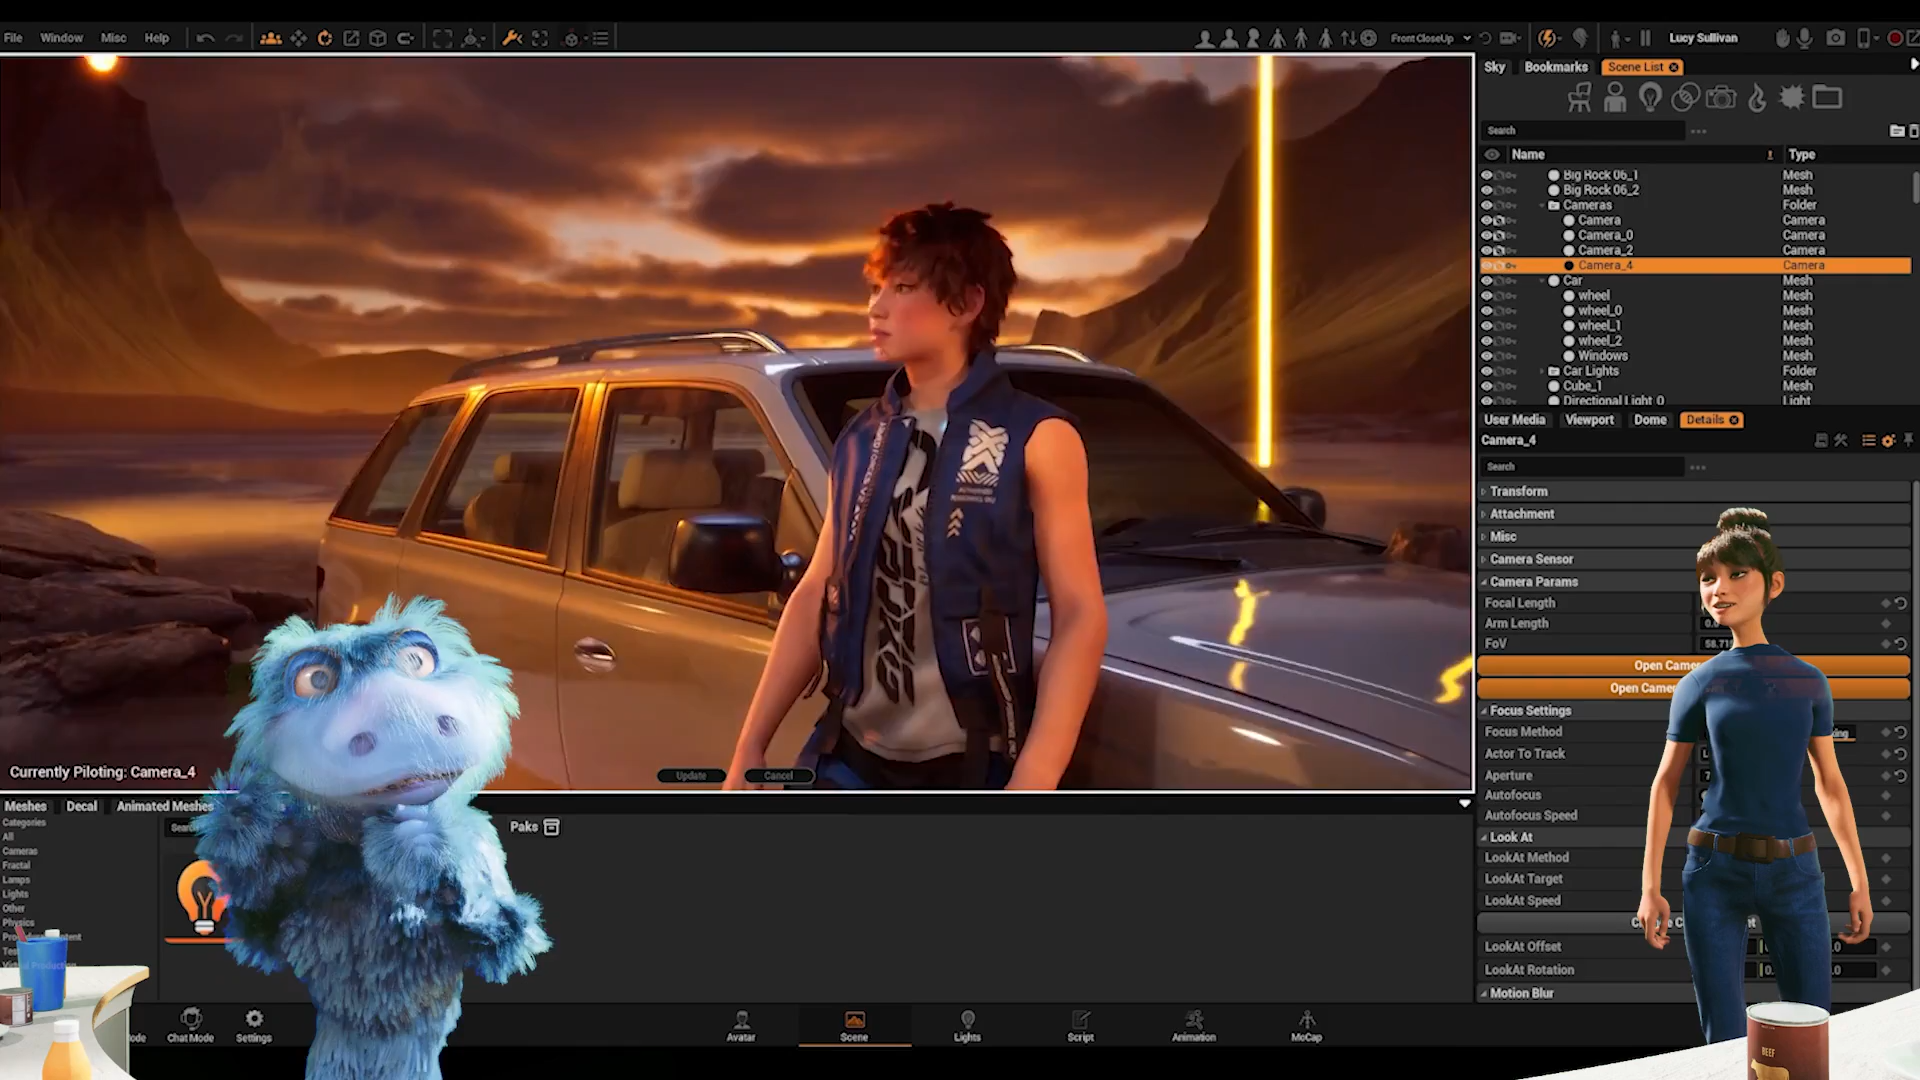 File Window Misc Help
Front CloseUp
Lucy Sullivan
Sky Bookmarks Scene List
Search
Name Type
Big Rock 06_1 Mesh
Big Rock 06_2 Mesh
Cameras Folder
Camera Camera
Camera_0 Camera
Camera_2 Camera
Camera_4 Camera
Car Mesh
wheel Mesh
wheel_0 Mesh
wheel_1 Mesh
wheel_2 Mesh
Windows Mesh
Car Lights Folder
Cube_1 Mesh
Directional Light_0 Light
User Media Viewport Dome Details
Camera_4
Search
Transform
Attachment
Misc
Camera Sensor
Camera Params
Focal Length
Arm Length
FoV
Open
Open
Focus Settings
Focus Method
Actor To Track
Aperture
Autofocus
Autofocus Speed
Look At
LookAt Method
LookAt Target
LookAt Speed
LookAt Offset
LookAt Rotation
Motion Blur
Currently Piloting: Camera_4
Update Cancel
Meshes Decal Animated Meshes
Categories
All
Cameras
Fractal
Lamps
Lights
Other
Physics
Paks
Chat Mode Settings
Avatar Scene Lights Script Animation MoCap
BEEF